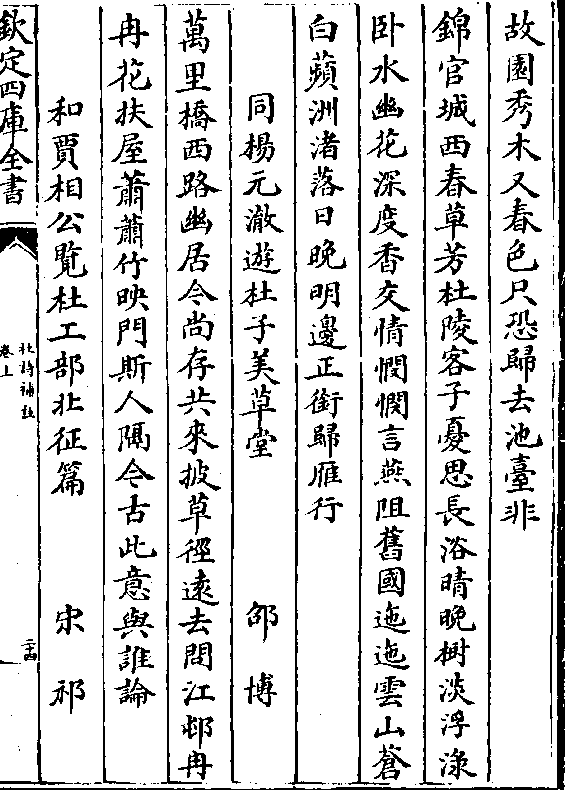 故園秀木又春色只恐歸去池臺非
錦官城西春草芳杜陵客子憂思長浴晴晚樹淡浮渌
卧水幽花深度香交情惘惘言燕阻舊國迤迤雲山蒼
白蘋洲渚落日晚明邊正銜歸雁行
同楊元澈遊杜子美草堂 邵博
萬里橋西路幽居今尚存共來披草徑逺去問江邨冉
冉花扶屋蕭蕭竹映門斯人隔今古此意與誰論
和賈相公覽杜工部北征篇 宋祁
欽定四庫全書
杜詩補註
卷上
二十四